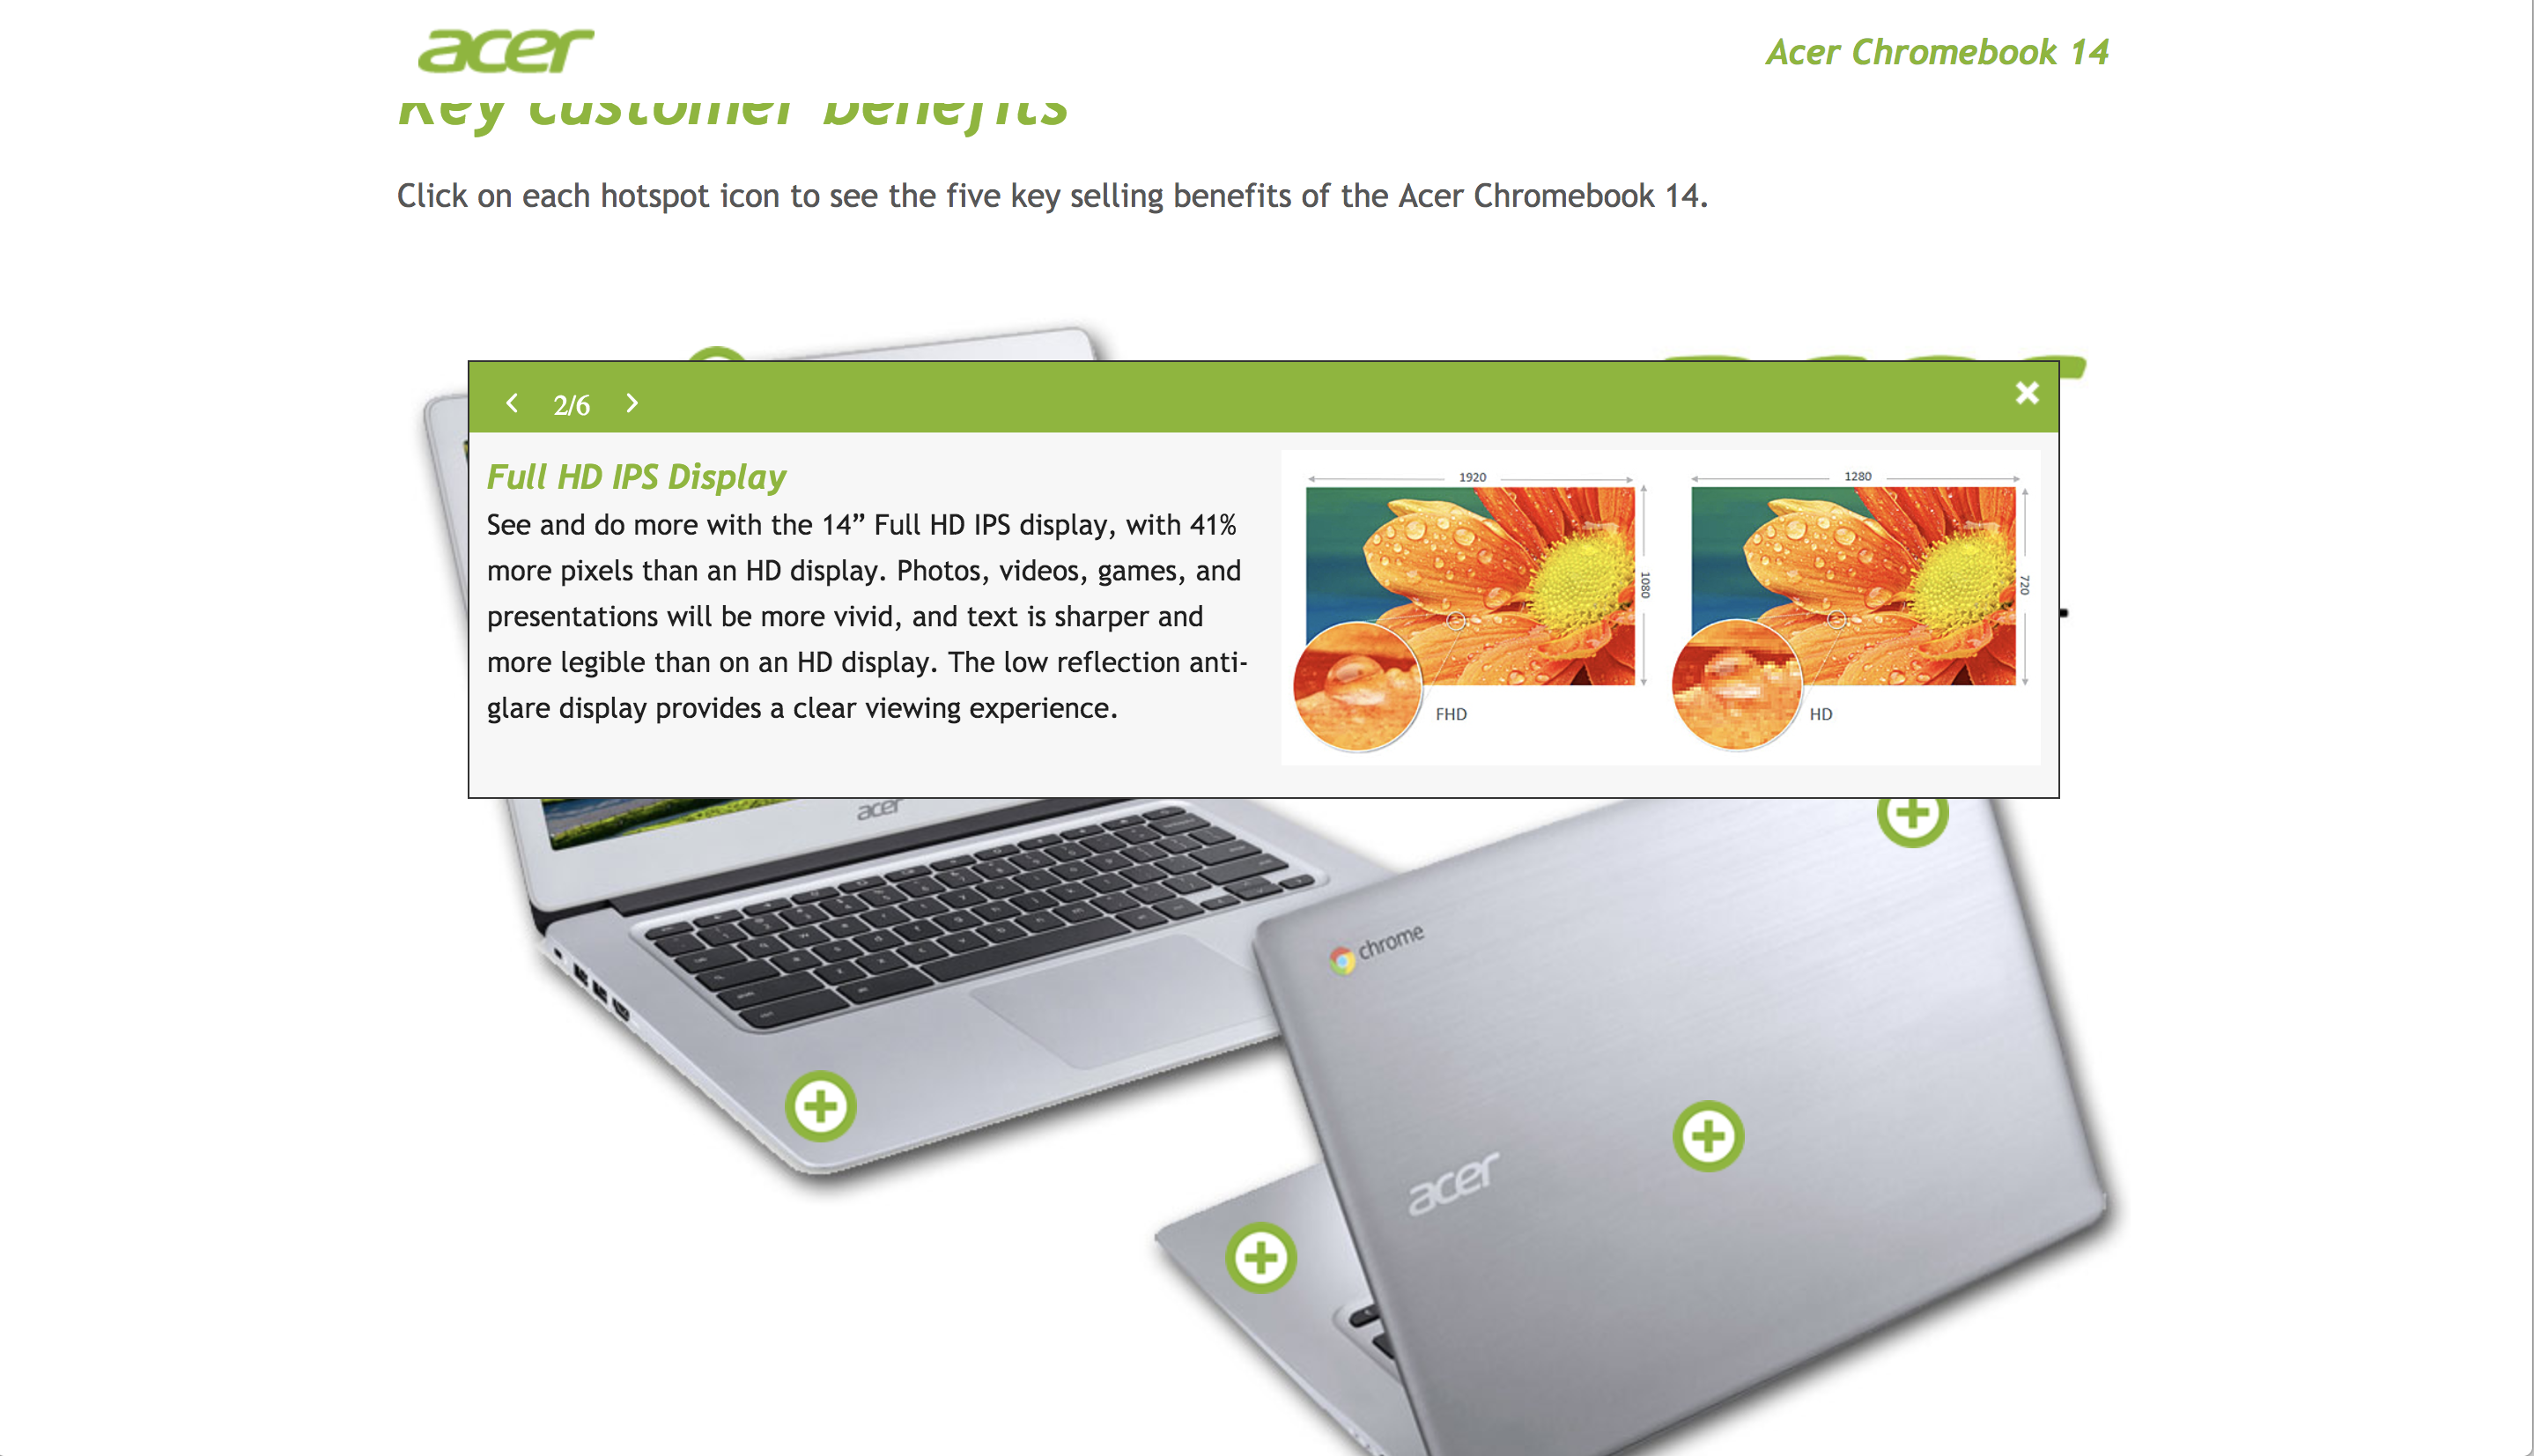 acer
Acer Chromebook 14
Key customer benefits
Click on each hotspot icon to see the five key selling benefits of the Acer Chromebook 14.
2/6
Full HD IPS Display
See and do more with the 14” Full HD IPS display, with 41%
more pixels than an HD display. Photos, videos, games, and
presentations will be more vivid, and text is sharper and
more legible than on an HD display. The low reflection anti-
glare display provides a clear viewing experience.
1920
1080
FHD
1280
720
HD
acer
chrome
acer